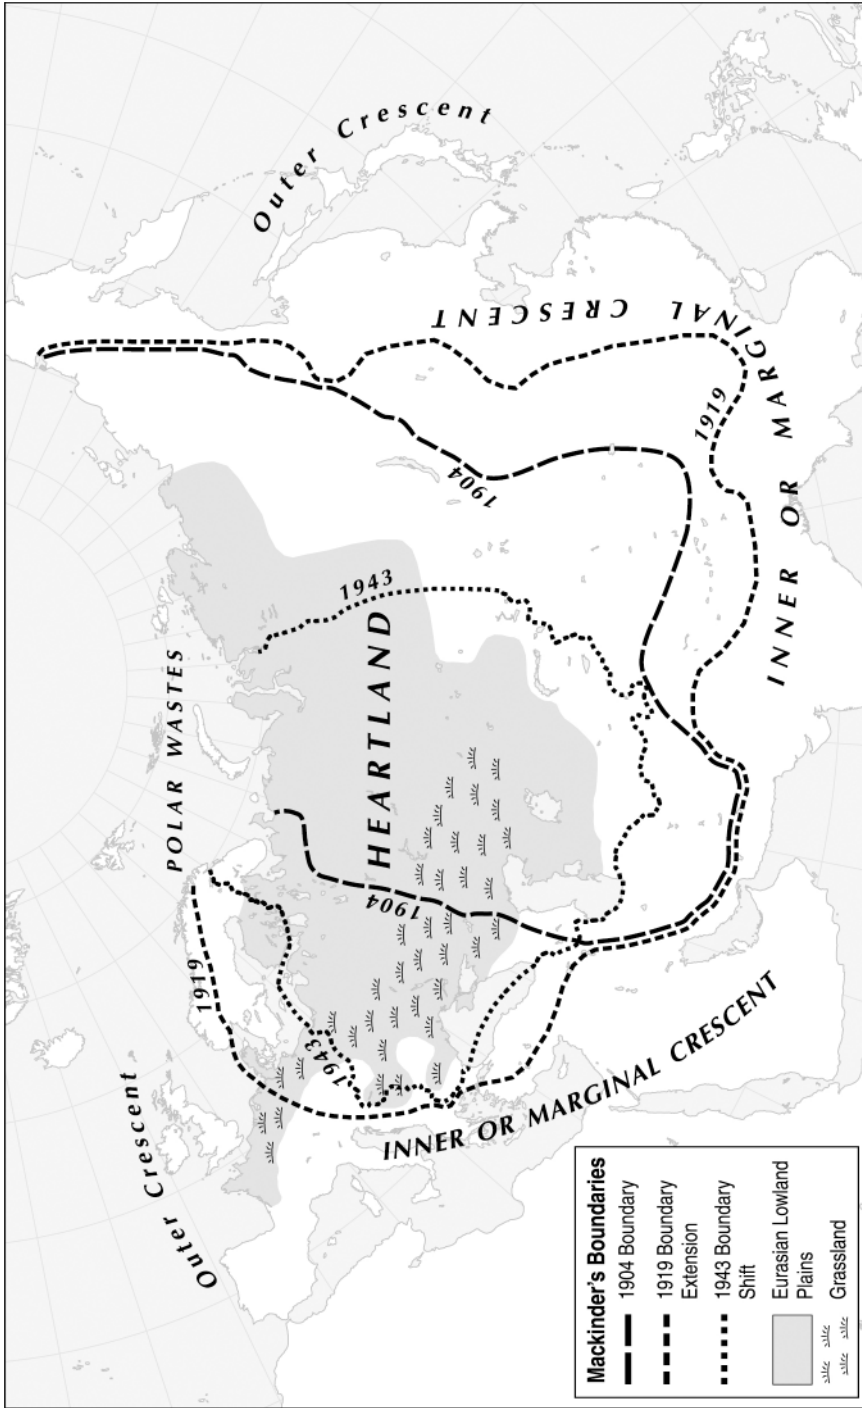 Outer Crescent
POLAR WASTES
Outer Crescent
1919
1943
1904
HEARTLAND
1943
1904
1919
INNER OR MARGINAL CRESCENT
INNER OR MARGINAL CRESCENT
Mackinder's Boundaries
1904 Boundary
1919 Boundary
Extension
1943 Boundary
Shift
Eurasian Lowland
Plains
Grassland